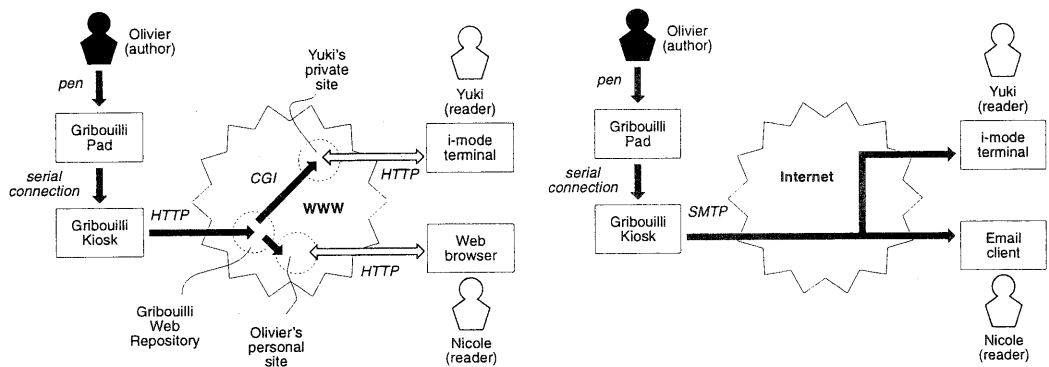 Olivier
(author)
pen
Gribouilli
Pad
serial
connection
Gribouilli
Kiosk
HTTP
Gribouilli
Web
Repository
Yuki's
private
site
CGI
WWW
Olivier's
personal
site
HTTP
HTTP
Yuki
(reader)
i-mode
terminal
Web
browser
Nicole
(reader)
Olivier
(author)
pen
Gribouilli
Pad
serial
connection
Gribouilli
Kiosk
SMTP
Internet
Yuki
(reader)
i-mode
terminal
Email
client
Nicole
(reader)